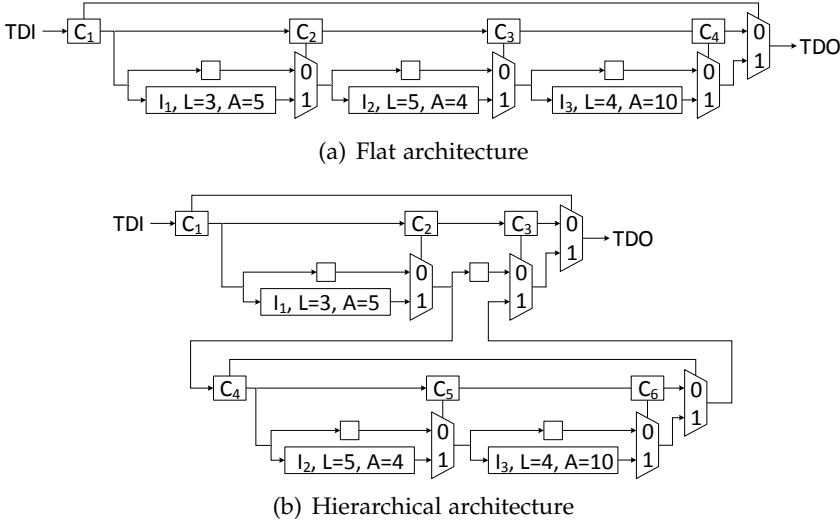 TDI C₁ C₂ C₃ C₄ 0 TDO
0 0 0 1
I₁, L=3, A=5 1 I₂, L=5, A=4 1 I₃, L=4, A=10 1
(a) Flat architecture
TDI C₁ C₂ C₃ 0 TDO
0 0 1
I₁, L=3, A=5 1 1
C₄ C₅ C₆ 0
0 0 1
I₂, L=5, A=4 1 I₃, L=4, A=10 1
(b) Hierarchical architecture